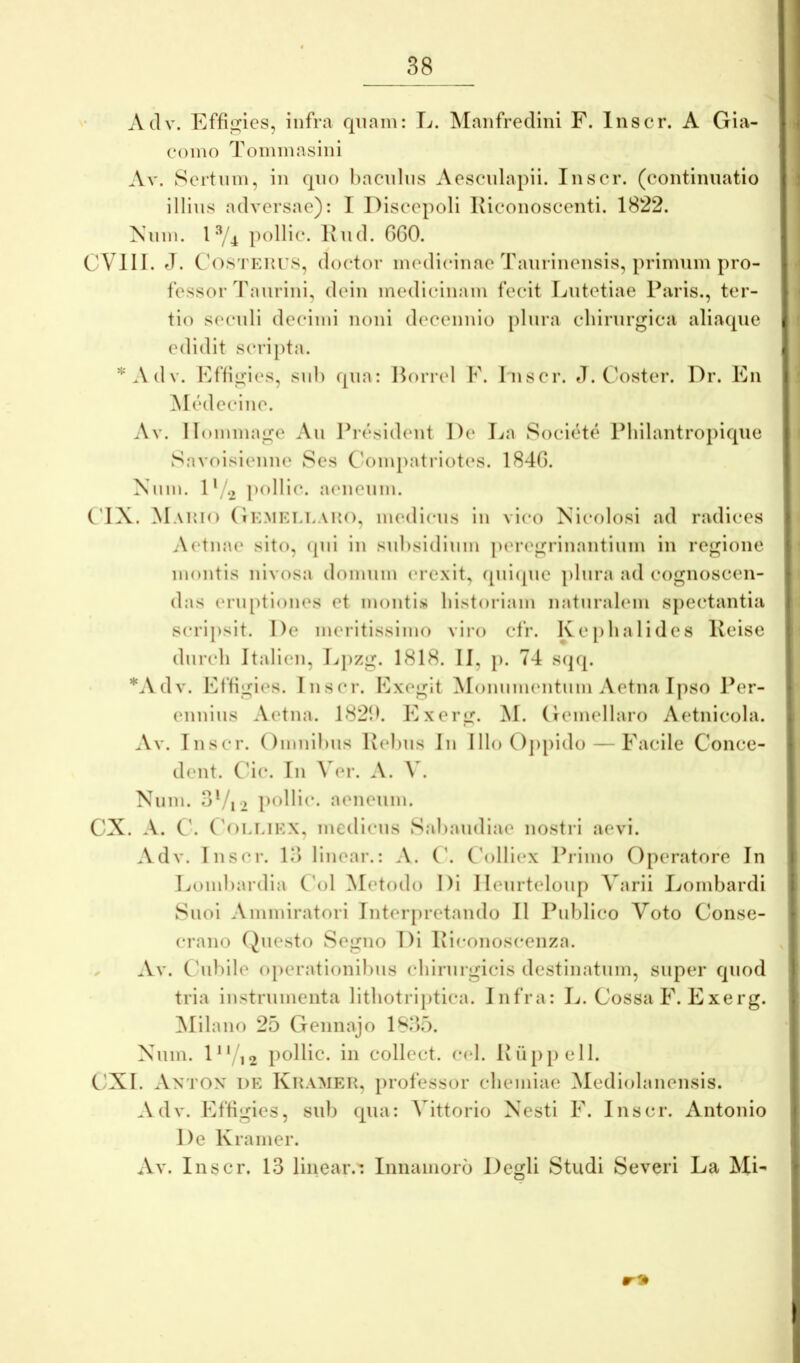 38
Adv. Effigies, infra quam: L. Manfredini F. Inscr. A Gia-
como Tommasini
Av. Sertum, in quo baculus Aesculapii. Inscr. (continuatio
illius adversae): I Discepoli Riconoscenti. 1822.
Num. 1¾ pollic. Rud. 660.
CVIII. J. COSTERUS, doctor medicinae Taurinensis, primum pro-
fessor Taurini, dein medicinam fecit Lutetiae Paris., ter-
tio seculi decimi noni decennio plura chirurgica aliaque
edidit scripta.
* Adv. Effigies, sub qua: Borrel F. Inscr. J. Coster. Dr. En
Médecine.
Av. Hommage Au Président De La Société Philantropique
Savoisienne Ses Compatriotes. 1846.
Num. 1½ pollic. aeneum.
CIX. MARIO GEMELLARO, medicus in vico Nicolosi ad radices
Aetnae sito, qui in subsidium peregrinantium in regione
montis nivosa domum erexit, quique plura ad cognoscen-
das eruptiones et montis historiam naturalem spectantia
scripsit. De meritissimo viro cfr. Kephalides Reise
durch Italien, Lpzg. 1818. II, p. 74 sqq.
*Adv. Effigies. Inscr. Exegit Monumentum Aetna Ipso Per-
ennius Aetna. 1829. Exerg. M. Gemellaro Aetnicola.
Av. Inscr. Omnibus Rebus In Illo Oppido — Facile Conce-
dent. Cic. In Ver. A. V.
Num. 3¹/₁₂ pollic. aeneum.
CX. A. C. COLLIEX, medicus Sabaudiae nostri aevi.
Adv. Inscr. 13 linear.: A. C. Colliex Primo Operatore In
Lombardia Col Metodo Di Heurteloup Varii Lombardi
Suoi Ammiratori Interpretando Il Publico Voto Conse-
crano Questo Segno Di Riconoscenza.
Av. Cubile operationibus chirurgicis destinatum, super quod
tria instrumenta lithotriptica. Infra: L. Cossa F. Exerg.
Milano 25 Gennajo 1835.
Num. 1¹¹/₁₂ pollic. in collect. cel. Rüppell.
CXI. ANTON DE KRAMER, professor chemiae Mediolanensis.
Adv. Effigies, sub qua: Vittorio Nesti F. Inscr. Antonio
De Kramer.
Av. Inscr. 13 linear.: Innamorò Degli Studi Severi La Mi-